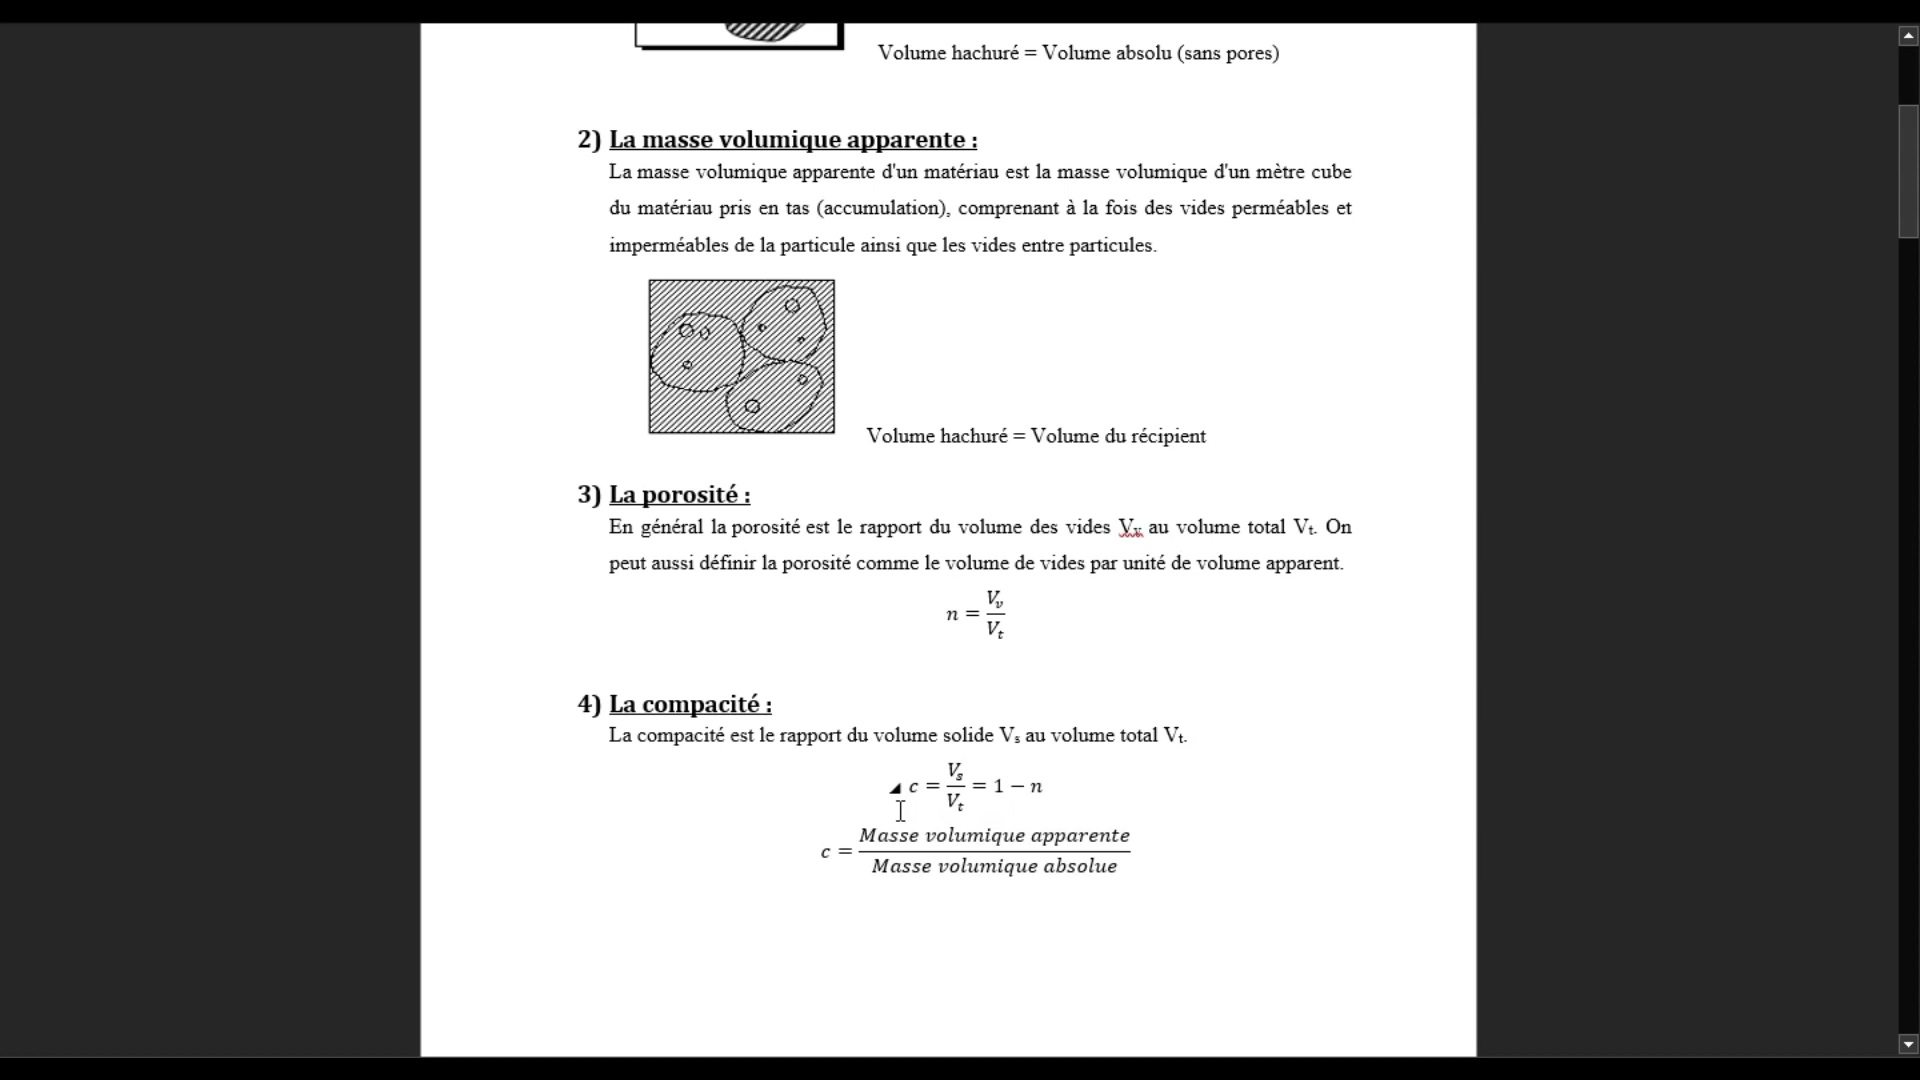 Volume hachuré = Volume absolu (sans pores)
2) La masse volumique apparente :
La masse volumique apparente d'un matériau est la masse volumique d'un mètre cube
du matériau pris en tas (accumulation), comprenant à la fois des vides perméables et
imperméables de la particule ainsi que les vides entre particules.
Volume hachuré = Volume du récipient
3) La porosité :
En général la porosité est le rapport du volume des vides Vᵥ au volume total Vₜ. On
peut aussi définir la porosité comme le volume de vides par unité de volume apparent.
n = Vᵥ / Vₜ
4) La compacité :
La compacité est le rapport du volume solide Vₛ au volume total Vₜ.
c = Vₛ / Vₜ = 1 − n
c = Masse volumique apparente / Masse volumique absolue